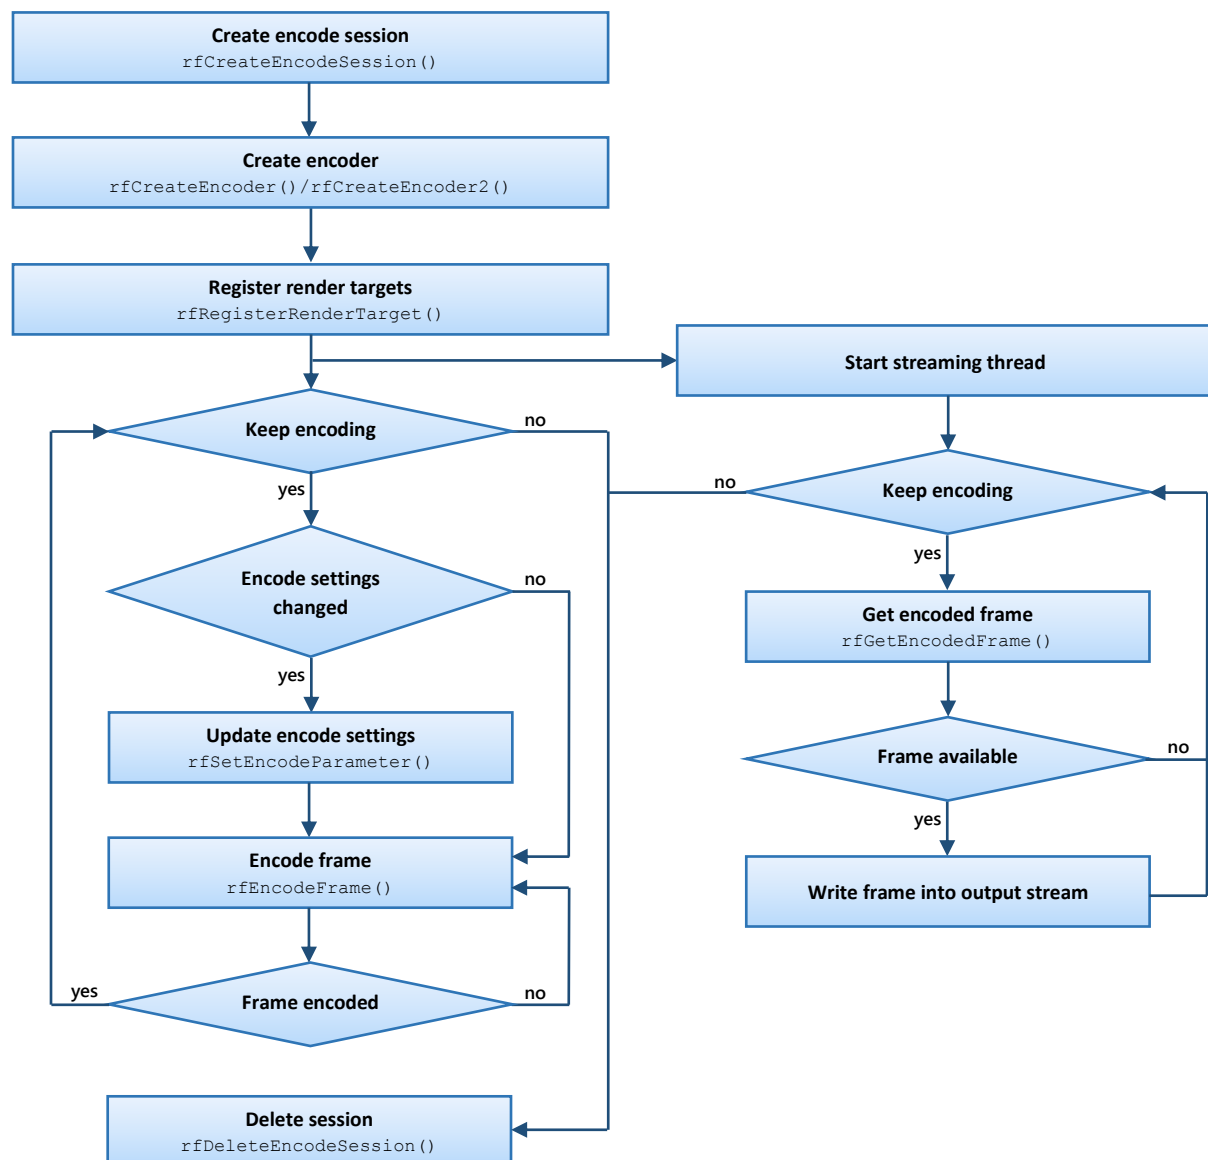 Create encode session
rfCreateEncodeSession()
Create encoder
rfCreateEncoder()/rfCreateEncoder2()
Register render targets
rfRegisterRenderTarget()
Start streaming thread
Keep encoding
no
yes
Encode settings
changed
no
yes
Update encode settings
rfSetEncodeParameter()
Encode frame
rfEncodeFrame()
yes
Frame encoded
no
Delete session
rfDeleteEncodeSession()
no
Keep encoding
yes
Get encoded frame
rfGetEncodedFrame()
Frame available
no
yes
Write frame into output stream